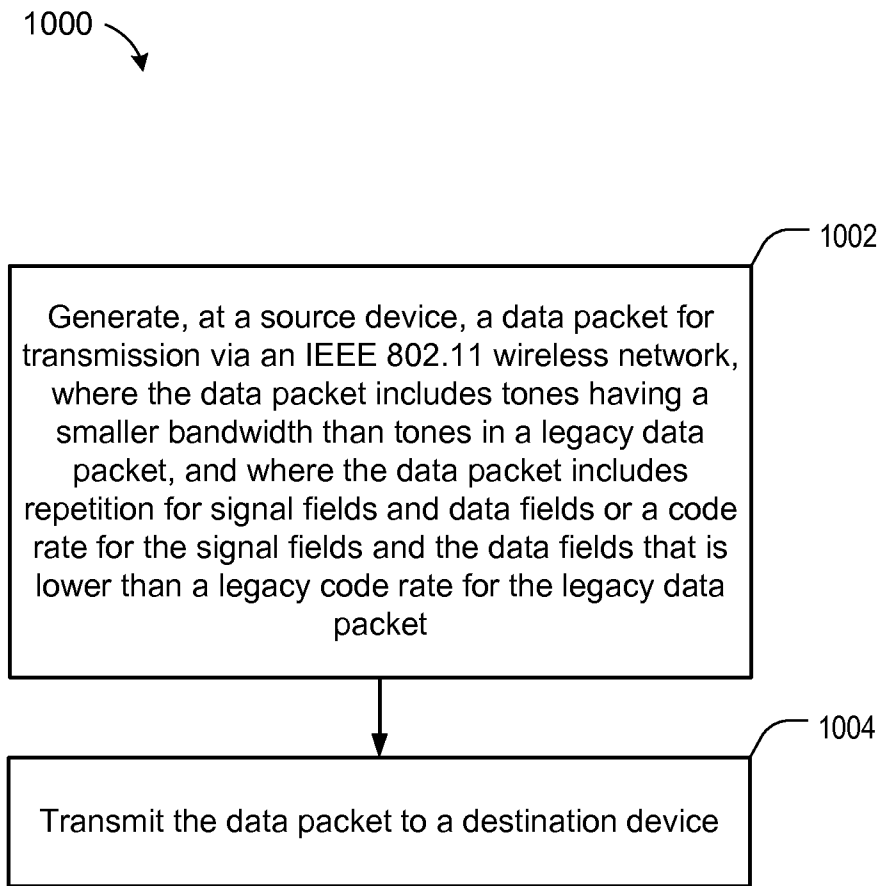 1000
1002
Generate, at a source device, a data packet for
transmission via an IEEE 802.11 wireless network,
where the data packet includes tones having a
smaller bandwidth than tones in a legacy data
packet, and where the data packet includes
repetition for signal fields and data fields or a code
rate for the signal fields and the data fields that is
lower than a legacy code rate for the legacy data
packet
1004
Transmit the data packet to a destination device